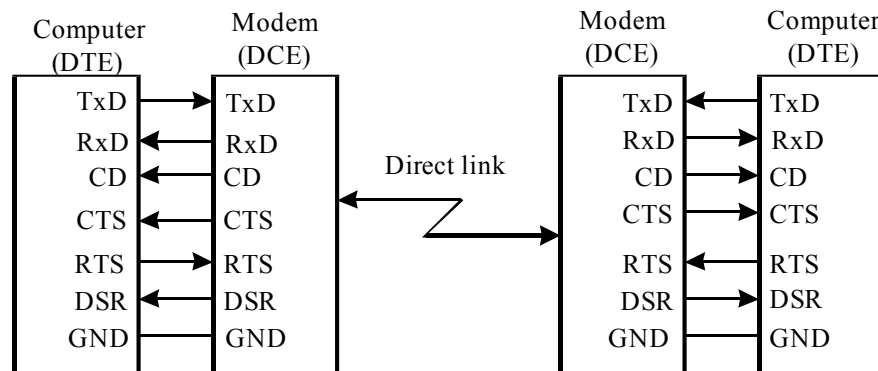 Computer
(DTE)
Modem
(DCE)
Modem
(DCE)
Computer
(DTE)
TxD TxD TxD TxD
RxD RxD RxD RxD
CD CD CD CD
CTS CTS CTS CTS
RTS RTS RTS RTS
DSR DSR DSR DSR
GND GND GND GND
Direct link